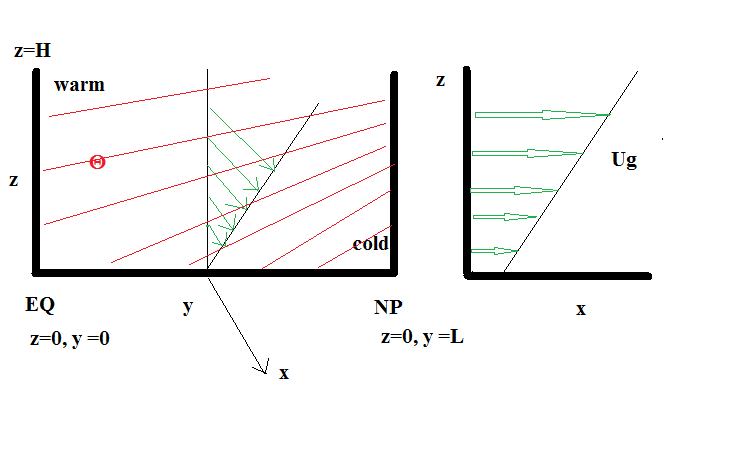 z=H
warm
Θ
z
cold
EQ
y
NP
z=0, y =0
z=0, y =L
x
z
Ug
x